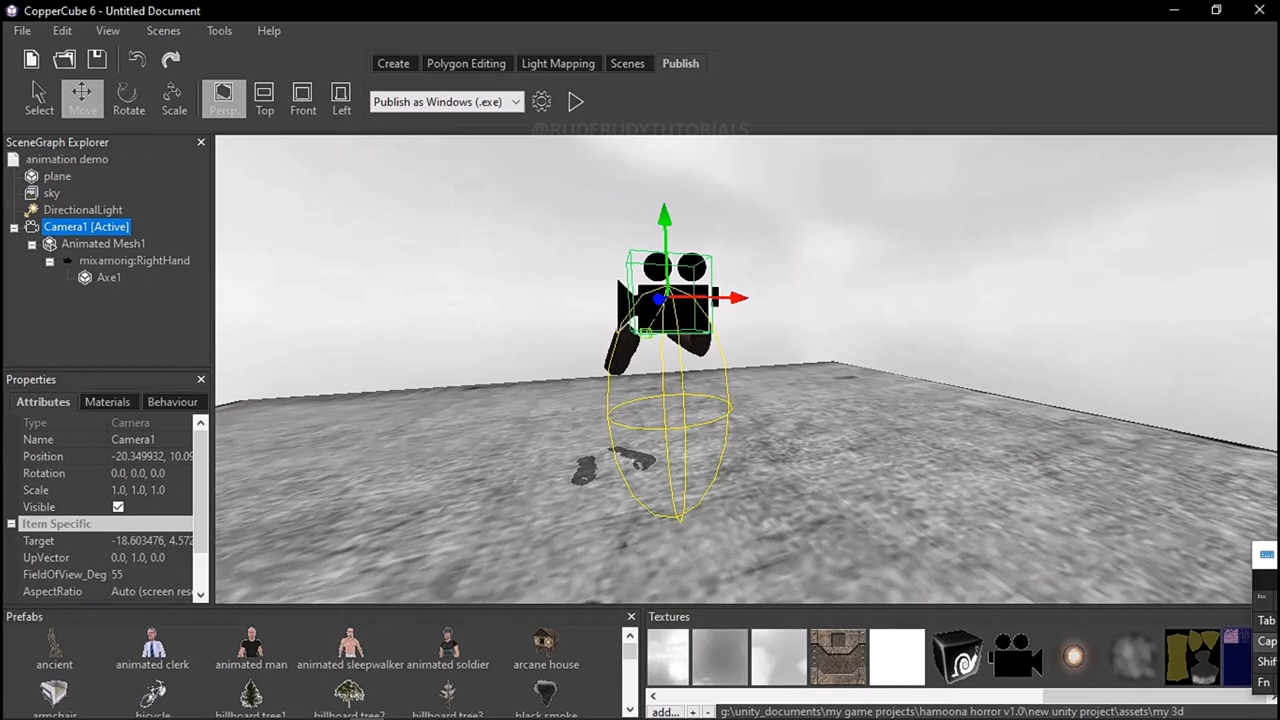 CopperCube 6 - Untitled Document
File Edit View Scenes Tools Help
Create Polygon Editing Light Mapping Scenes Publish
Select Move Rotate Scale Persp. Top Front Left
Publish as Windows (.exe)
@RUDERUDYTUTORIALS
SceneGraph Explorer
animation demo
plane
sky
DirectionalLight
Camera1 [Active]
Animated Mesh1
mixamorig:RightHand
Axe1
Properties
Attributes Materials Behaviour
Type Camera
Name Camera1
Position -20.349932, 10.09
Rotation 0.0, 0.0, 0.0
Scale 1.0, 1.0, 1.0
Visible
Item Specific
Target -18.603476, 4.572
UpVector 0.0, 1.0, 0.0
FieldOfView_Deg 55
AspectRatio Auto (screen res
Prefabs
ancient animated clerk animated man animated sleepwalker animated soldier arcane house
armchair bicycle billboard tree1 billboard tree2 billboard tree3 black smoke
Textures
add... + - g:\unity_documents\my game projects\hamoona horror v1.0\new unity project\assets\my 3d
Esc
Tab
Cap
Shif
Fn